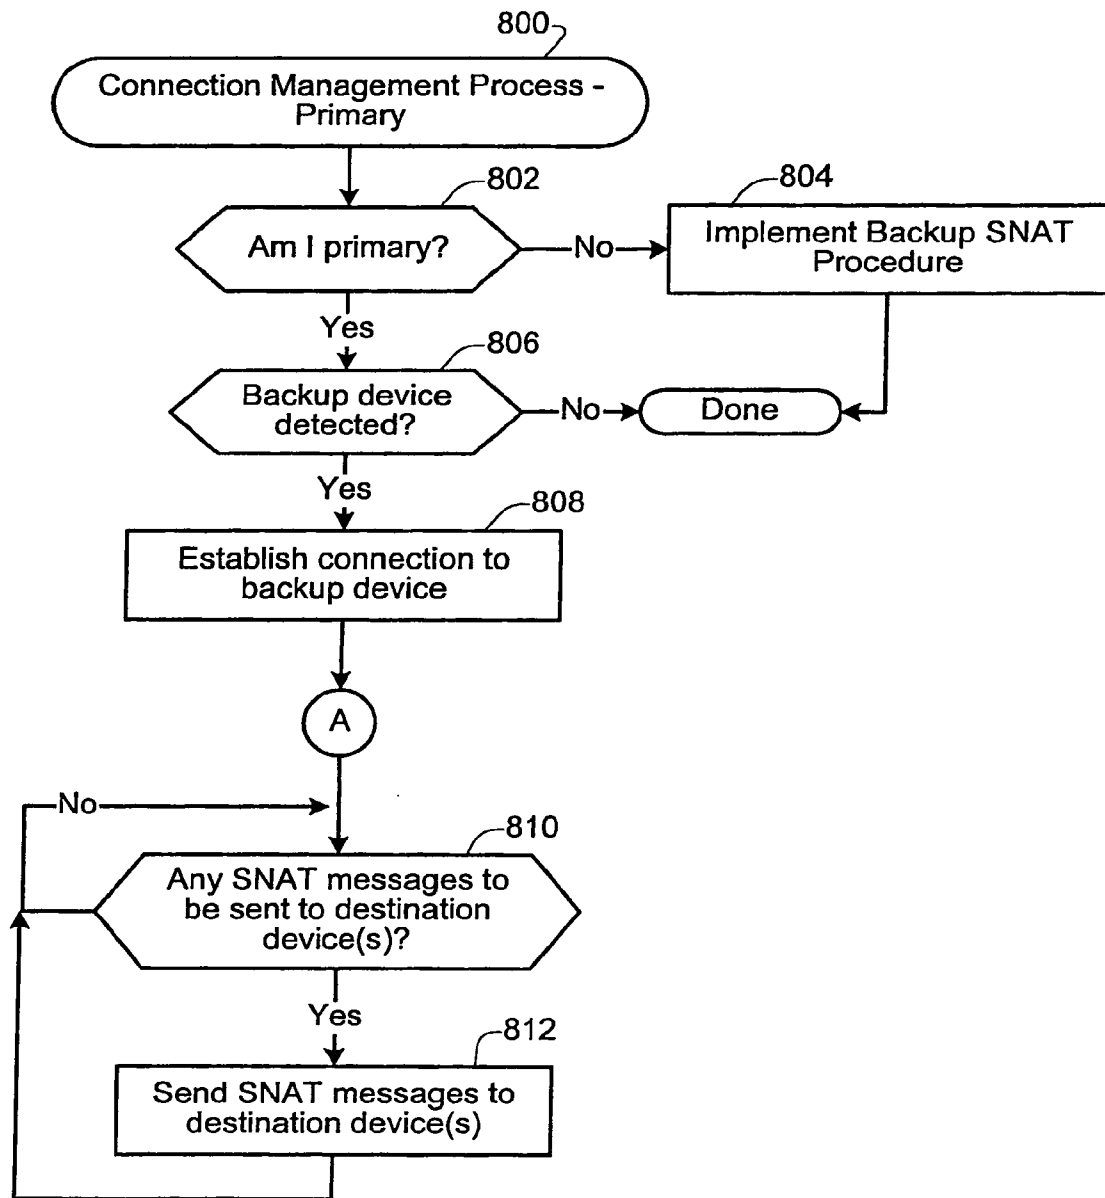 800
Connection Management Process -
Primary
802
Am I primary?
No
804
Implement Backup SNAT
Procedure
Yes
806
Backup device
detected?
No
Done
Yes
808
Establish connection to
backup device
A
No
810
Any SNAT messages to
be sent to destination
device(s)?
Yes
812
Send SNAT messages to
destination device(s)